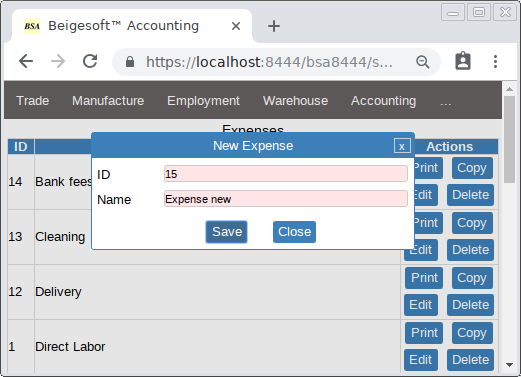 BSA Beigesoft™ Accounting
https://localhost:8444/bsa8444/s...
Trade Manufacture Employment Warehouse Accounting ...
Expenses
ID Actions
New Expense x
ID 15
Name Expense new
Save Close
14 Bank fees Print Copy
Edit Delete
13 Cleaning Print Copy
Edit Delete
12 Delivery Print Copy
Edit Delete
1 Direct Labor Print Copy
Edit Delete